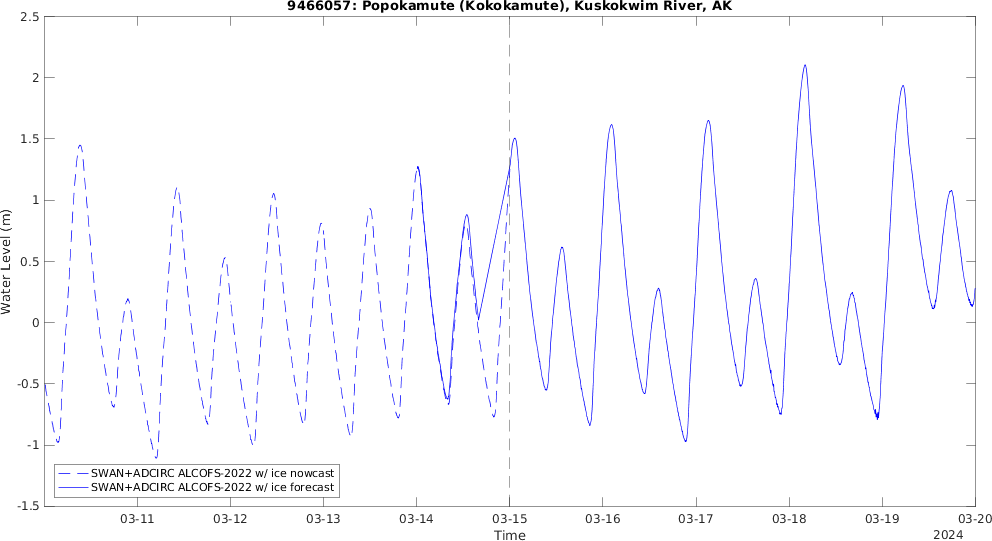 9466057: Popokamute (Kokokamute), Kuskokwim River, AK
2.5
2
1.5
1
0.5
0
-0.5
-1
-1.5
Water Level (m)
SWAN+ADCIRC ALCOFS-2022 w/ ice nowcast
SWAN+ADCIRC ALCOFS-2022 w/ ice forecast
03-11 03-12 03-13 03-14 03-15 03-16 03-17 03-18 03-19 03-20
Time
2024